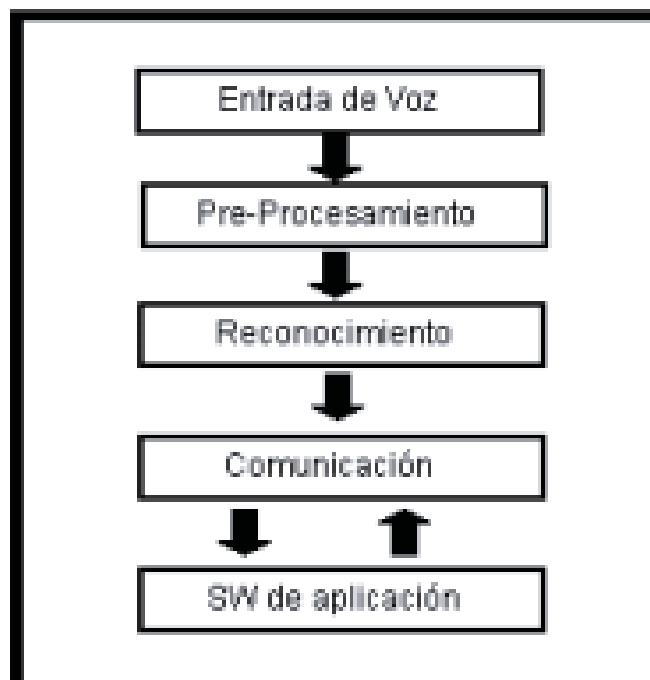 Entrada de Voz
Pre-Procesamiento
Reconocimiento
Comunicación
SW de aplicación